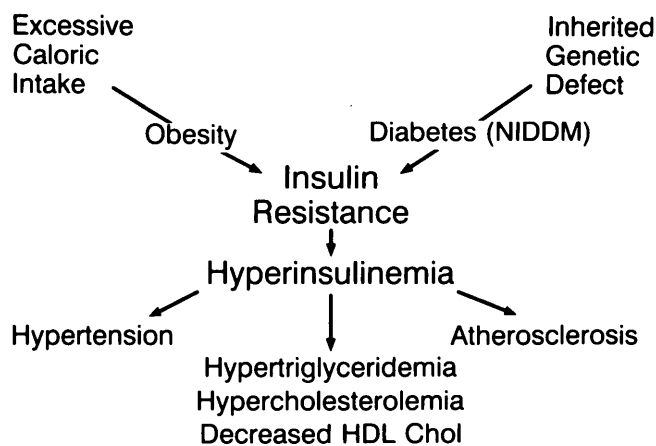 Excessive
Caloric
Intake
Inherited
Genetic
Defect
Obesity
Diabetes (NIDDM)
Insulin
Resistance
Hyperinsulinemia
Hypertension
Atherosclerosis
Hypertriglyceridemia
Hypercholesterolemia
Decreased HDL Chol